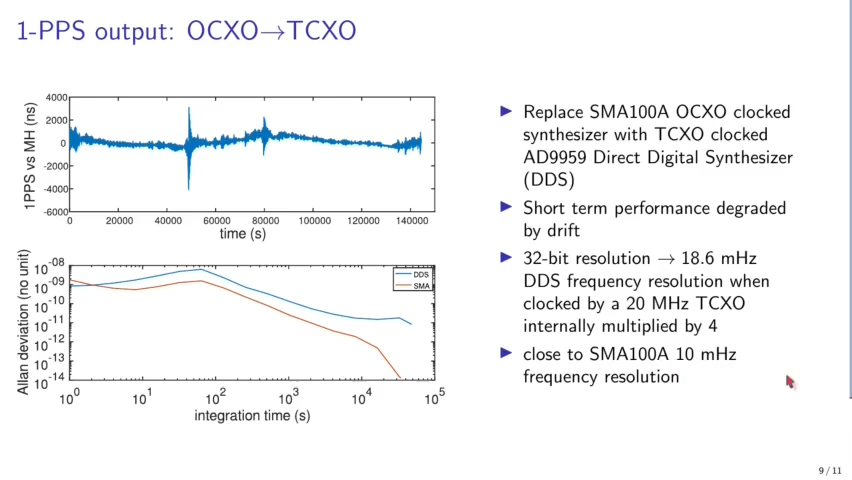 1-PPS output: OCXO→TCXO
1PPS vs MH (ns)
4000
2000
0
-2000
-4000
-6000
0 20000 40000 60000 80000 100000 120000 140000
time (s)
Allan deviation (no unit)
10^-08
10^-09
10^-10
10^-11
10^-12
10^-13
10^-14
DDS
SMA
10^0 10^1 10^2 10^3 10^4 10^5
integration time (s)
▶ Replace SMA100A OCXO clocked
synthesizer with TCXO clocked
AD9959 Direct Digital Synthesizer
(DDS)
▶ Short term performance degraded
by drift
▶ 32-bit resolution → 18.6 mHz
DDS frequency resolution when
clocked by a 20 MHz TCXO
internally multiplied by 4
▶ close to SMA100A 10 mHz
frequency resolution
9 / 11